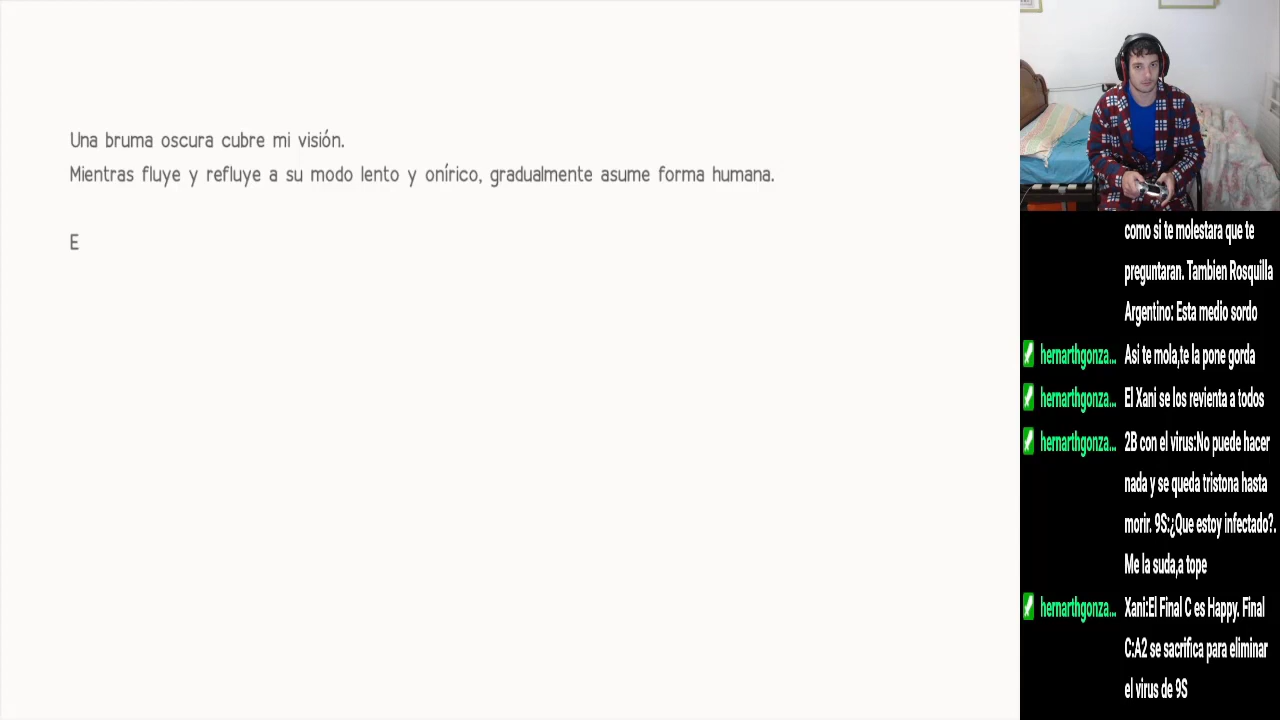 Una bruma oscura cubre mi visión.
Mientras fluye y refluye a su modo lento y onírico, gradualmente asume forma humana.
E
como si te molestara que te
preguntaran. Tambien Rosquilla
Argentino: Esta medio sordo
hernarthgonza... Asi te mola,te la pone gorda
hernarthgonza... El Xani se los revienta a todos
hernarthgonza... 2B con el virus:No puede hacer
nada y se queda tristona hasta
morir. 9S:¿Que estoy infectado?.
Me la suda,a tope
hernarthgonza... Xani:El Final C es Happy. Final
C:A2 se sacrifica para eliminar
el virus de 9S